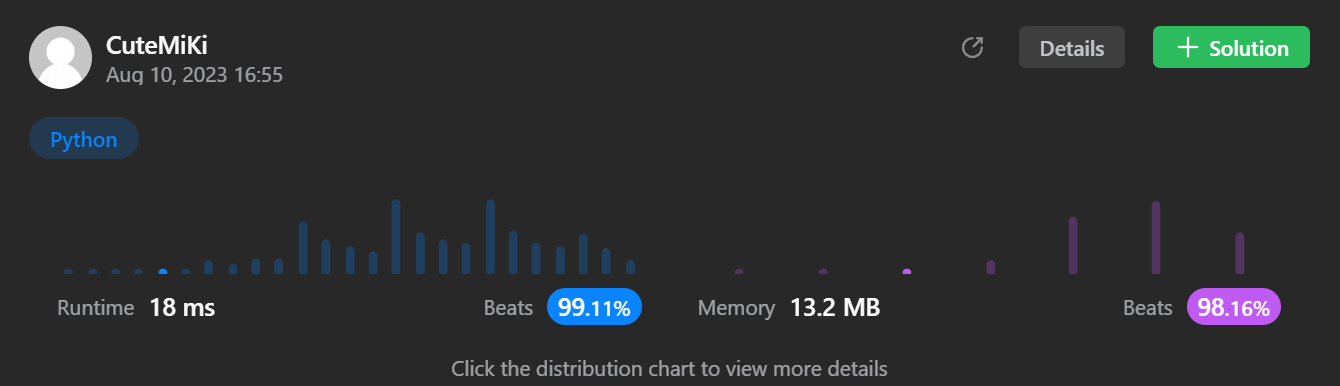 CuteMiKi
Aug 10, 2023 16:55
Details
+ Solution
Python
Runtime 18 ms Beats 99.11% Memory 13.2 MB Beats 98.16%
Click the distribution chart to view more details